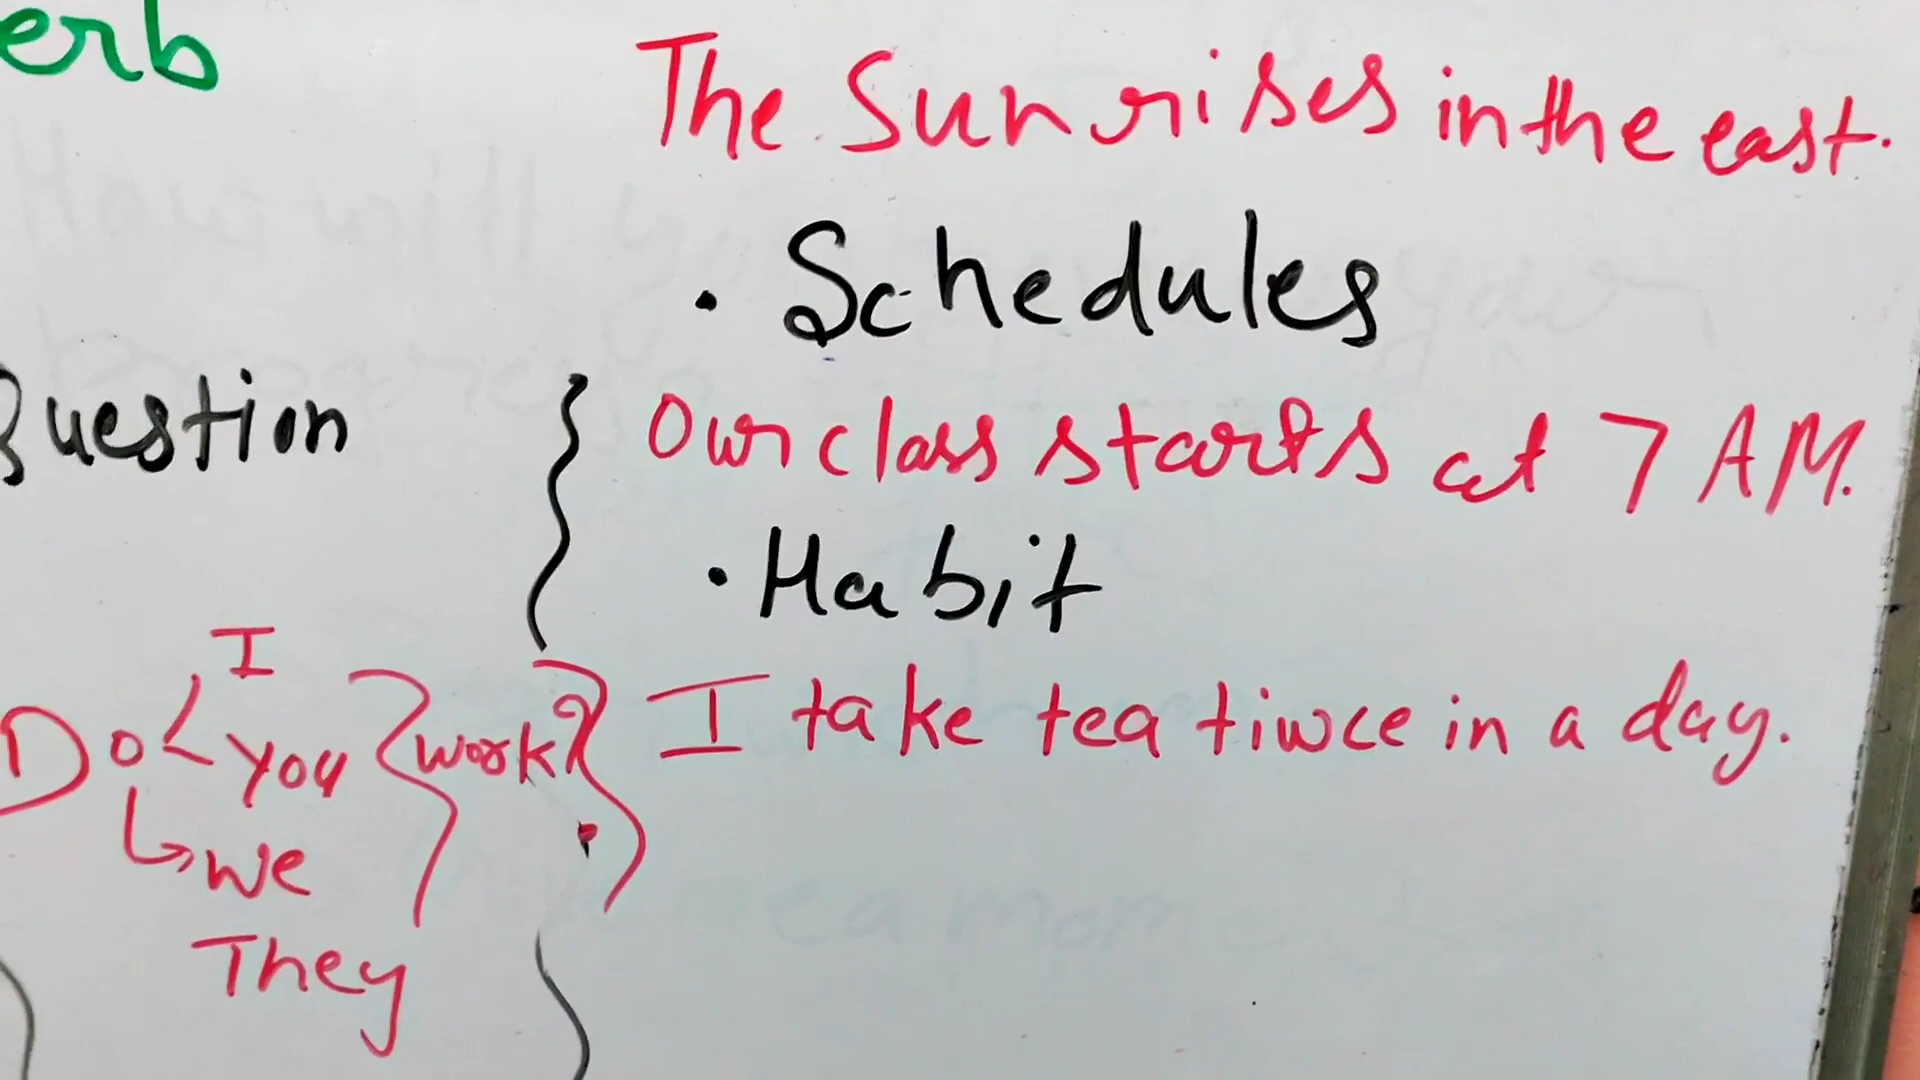 erb
The Sun rises in the east.
• Schedules
Question
Our class starts at 7 AM.
• Habit
I take tea tiwce in a day.
I
Do You work?
We
They